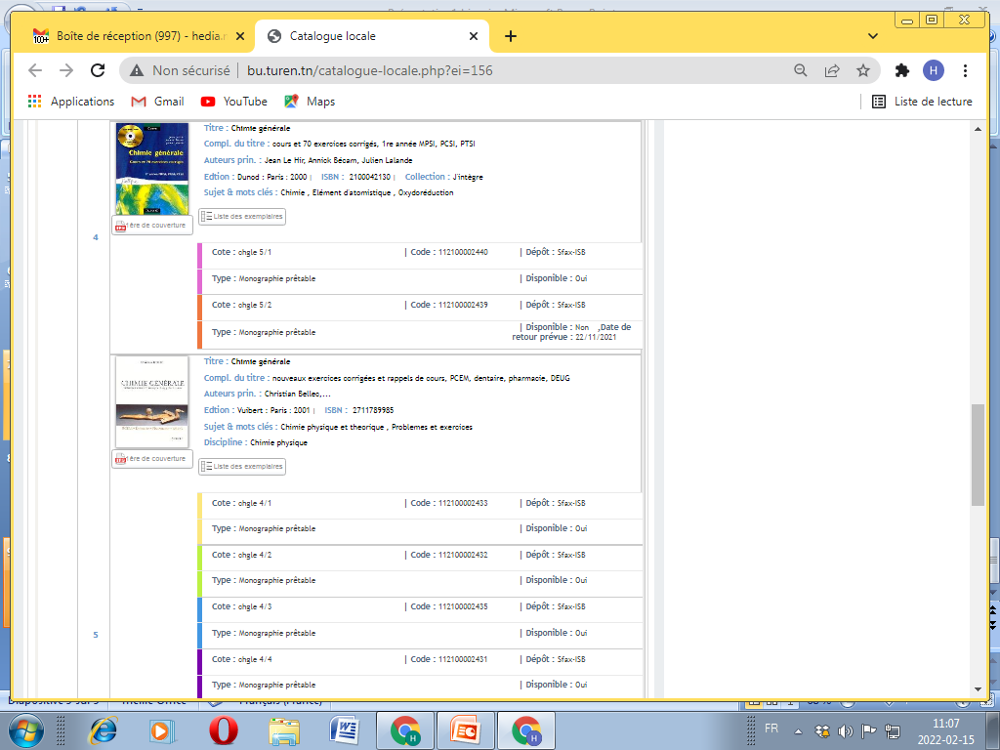 Boîte de réception (997) - hedia.n
Catalogue locale
Non sécurisé | bu.turen.tn/catalogue-locale.php?ei=156
H
Applications Gmail YouTube Maps Liste de lecture
Titre : Chimie générale
Compl. du titre : cours et 70 exercices corrigés, 1re année MPSI, PCSI, PTSI
Auteurs prin. : Jean Le Hir, Annick Bécam, Julien Lalande
Edtion : Dunod : Paris : 2000 | ISBN : 2100042130 | Collection : J'intègre
Sujet & mots clés : Chimie , Elément d'atomistique , Oxydoréduction
Chimie générale
Liste des exemplaires
ère de couverture
4
Cote : chgle 5/1 | Code : 112100002440 | Dépôt : Sfax-ISB
Type : Monographie prêtable | Disponible : Oui
Cote : chgle 5/2 | Code : 112100002439 | Dépôt : Sfax-ISB
Type : Monographie prêtable | Disponible : Non ,Date de
retour prévue : 22/11/2021
Titre : Chimie générale
Compl. du titre : nouveaux exercices corrigées et rappels de cours, PCEM, dentaire, pharmacie, DEUG
Auteurs prin. : Christian Bellec,...
Edtion : Vuibert : Paris : 2001 | ISBN : 2711789985
Sujet & mots clés : Chimie physique et theorique , Problemes et exercices
Discipline : Chimie physique
CHIMIE GÉNÉRALE
ère de couverture
Liste des exemplaires
Cote : chgle 4/1 | Code : 112100002433 | Dépôt : Sfax-ISB
Type : Monographie prêtable | Disponible : Oui
Cote : chgle 4/2 | Code : 112100002432 | Dépôt : Sfax-ISB
Type : Monographie prêtable | Disponible : Oui
Cote : chgle 4/3 | Code : 112100002435 | Dépôt : Sfax-ISB
5
Type : Monographie prêtable | Disponible : Oui
Cote : chgle 4/4 | Code : 112100002431 | Dépôt : Sfax-ISB
Type : Monographie prêtable | Disponible : Oui
FR
11:07
2022-02-15